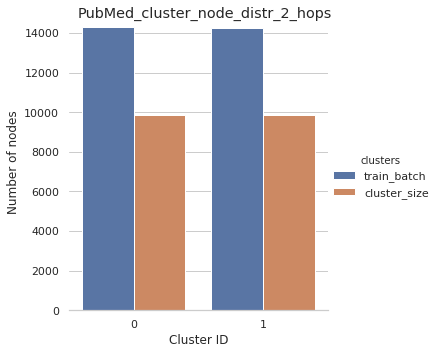 PubMed_cluster_node_distr_2_hops
14000
12000
10000
8000
6000
4000
2000
0
Number of nodes
0 1
Cluster ID
clusters
train_batch
cluster_size